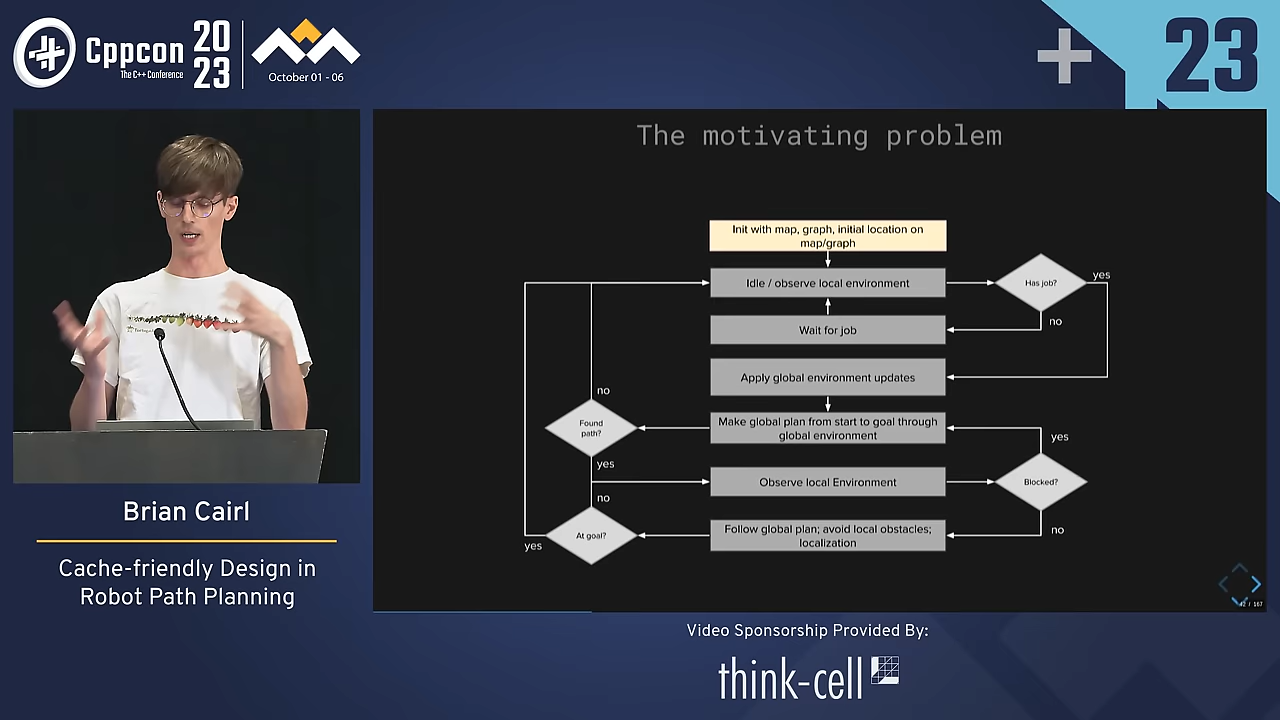 Cppcon
The C++ Conference
20
23
October 01 - 06
23
The motivating problem
Init with map, graph, initial location on
map/graph
Idle / observe local environment
Has job?
yes
no
Wait for job
Apply global environment updates
no
Found
path?
Make global plan from start to goal through
global environment
yes
yes
Observe local Environment
Blocked?
no
At goal?
Follow global plan; avoid local obstacles;
localization
no
yes
Brian Cairl
Cache-friendly Design in
Robot Path Planning
Video Sponsorship Provided By:
think-cell